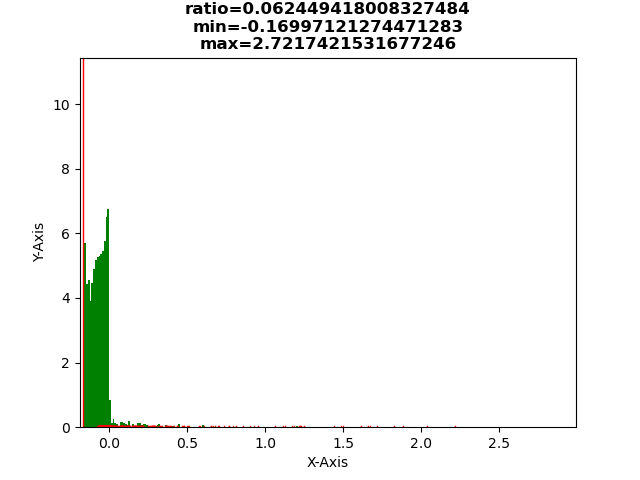 ratio=0.062449418008327484
min=-0.16997121274471283
max=2.7217421531677246
10
8
6
4
2
0
Y-Axis
0.0 0.5 1.0 1.5 2.0 2.5
X-Axis